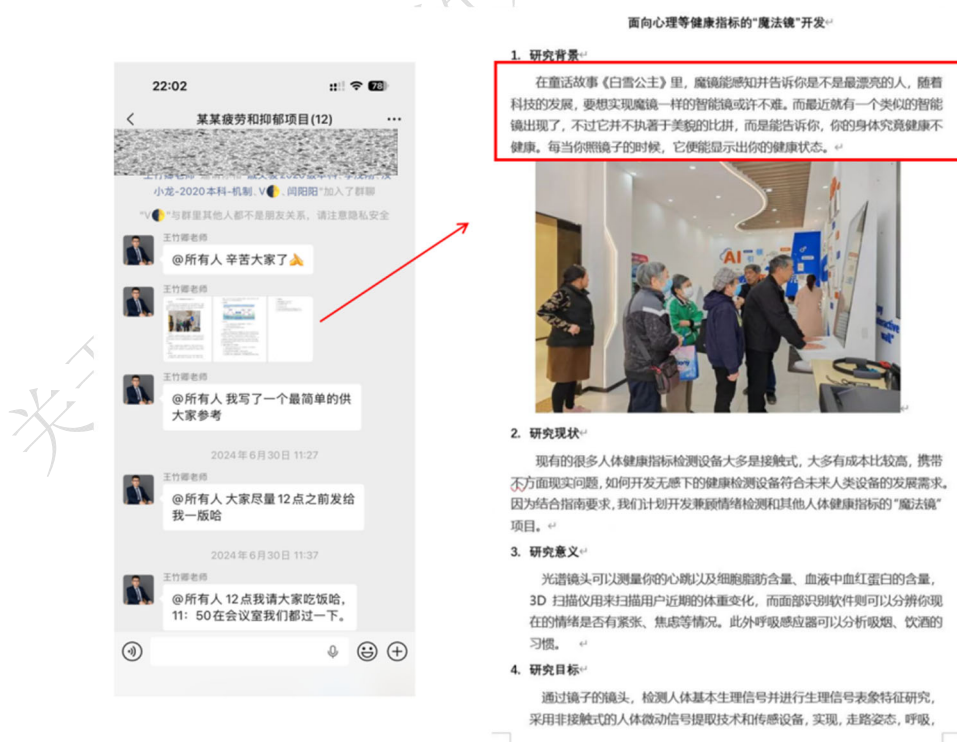 22:02
78
某某疲劳和抑郁项目(12)
小龙-2020本科-机制、V🌓、闫阳阳"加入了群聊
"V🌓"与群里其他人都不是朋友关系，请注意隐私安全
王竹卿老师
@所有人 辛苦大家了
王竹卿老师
王竹卿老师
@所有人 我写了一个最简单的供
大家参考
2024年6月30日 11:27
王竹卿老师
@所有人 大家尽量12点之前发给
我一版哈
2024年6月30日 11:37
王竹卿老师
@所有人 12点我请大家吃饭哈，
11：50在会议室我们都过一下。
面向心理等健康指标的"魔法镜"开发
1. 研究背景
在童话故事《白雪公主》里，魔镜能感知并告诉你是不是最漂亮的人，随着
科技的发展，要想实现魔镜一样的智能镜或许不难。而最近就有一个类似的智能
镜出现了，不过它并不执著于美貌的比拼，而是能告诉你，你的身体究竟健康不
健康。每当你照镜子的时候，它便能显示出你的健康状态。
AI
2. 研究现状
现有的很多人体健康指标检测设备大多是接触式，大多有成本比较高，携带
不方面现实问题，如何开发无感下的健康检测设备符合未来人类设备的发展需求。
因为结合指南要求，我们计划开发兼顾情绪检测和其他人体健康指标的"魔法镜"
项目。
3. 研究意义
光谱镜头可以测量你的心跳以及细胞脂肪含量、血液中血红蛋白的含量，
3D 扫描仪用来扫描用户近期的体重变化，而面部识别软件则可以分辨你现
在的情绪是否有紧张、焦虑等情况。此外呼吸感应器可以分析吸烟、饮酒的
习惯。
4. 研究目标
通过镜子的镜头，检测人体基本生理信号并进行生理信号表象特征研究，
采用非接触式的人体微动信号提取技术和传感设备，实现，走路姿态，呼吸，